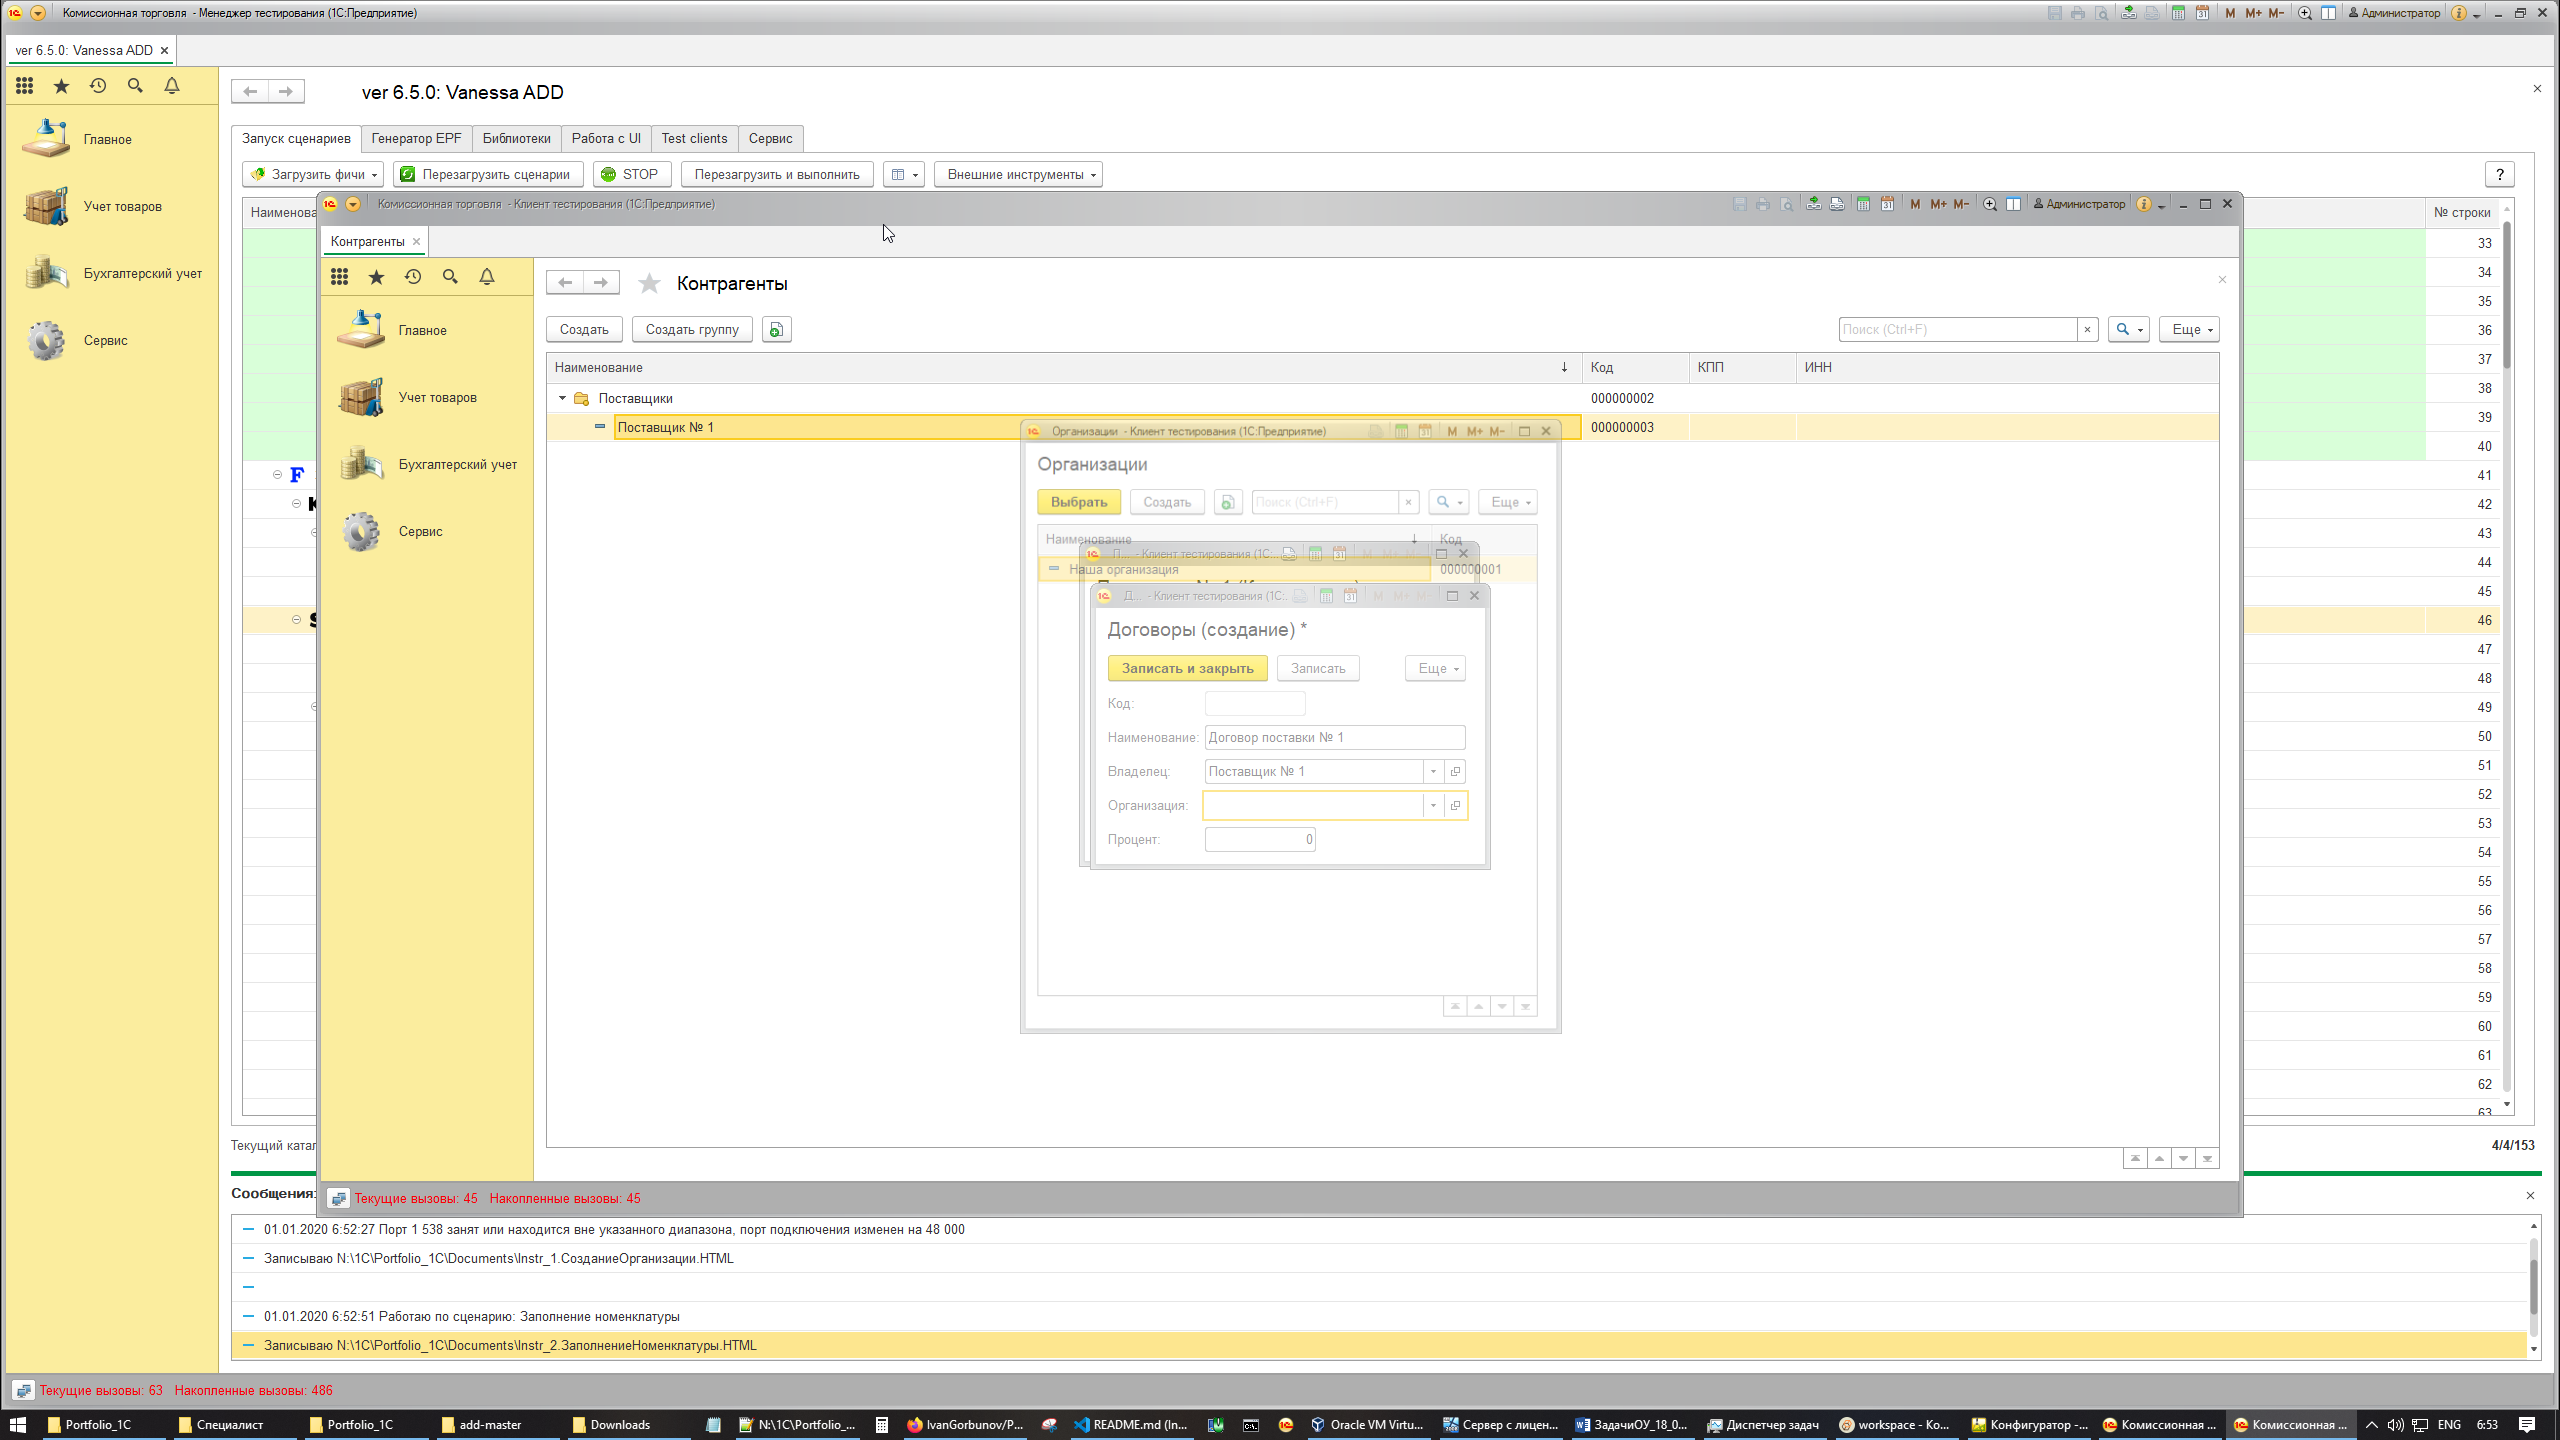 Комиссионная торговля - Менеджер тестирования (1С:Предприятие)
M M+ M- Администратор
ver 6.5.0: Vanessa ADD
Главное
Учет товаров
Бухгалтерский учет
Сервис
ver 6.5.0: Vanessa ADD
Запуск сценариев Генератор EPF Библиотеки Работа с UI Test clients Сервис
Загрузить фичи Перезагрузить сценарии STOP Перезагрузить и выполнить Внешние инструменты ?
Наименова № строки
33
34
35
36
37
38
39
40
41
42
43
44
45
46
47
48
49
50
51
52
53
54
55
56
57
58
59
60
61
62
63
F
Комиссионная торговля - Клиент тестирования (1С:Предприятие)
M M+ M- Администратор
Контрагенты
Главное
Учет товаров
Бухгалтерский учет
Сервис
Контрагенты
Создать Создать группу Поиск (Ctrl+F) Еще
Наименование Код КПП ИНН
Поставщики 000000002
Поставщик № 1 000000003
Организации - Клиент тестирования (1С:Предприятие) M M+ M-
Организации
Выбрать Создать Поиск (Ctrl+F) Еще
Наименование Код
П... - Клиент тестирования (1С:...
Наша организация 000000001
Д... - Клиент тестирования (1С:...
Договоры (создание) *
Записать и закрыть Записать Еще
Код:
Наименование: Договор поставки № 1
Владелец: Поставщик № 1
Организация:
Процент: 0
Текущие вызовы: 45 Накопленные вызовы: 45
Текущий катал 4/4/153
Сообщения:
01.01.2020 6:52:27 Порт 1 538 занят или находится вне указанного диапазона, порт подключения изменен на 48 000
Записываю N:\1C\Portfolio_1C\Documents\Instr_1.СозданиеОрганизации.HTML
01.01.2020 6:52:51 Работаю по сценарию: Заполнение номенклатуры
Записываю N:\1C\Portfolio_1C\Documents\Instr_2.ЗаполнениеНоменклатуры.HTML
Текущие вызовы: 63 Накопленные вызовы: 486
Portfolio_1C Специалист Portfolio_1C add-master Downloads N:\1C\Portfolio_... IvanGorbunov/P... README.md (In... Oracle VM Virtu... Сервер с лицен... ЗадачиОУ_18_0... Диспетчер задач workspace - Ко... Конфигуратор -... Комиссионная ... Комиссионная ... ENG 6:53